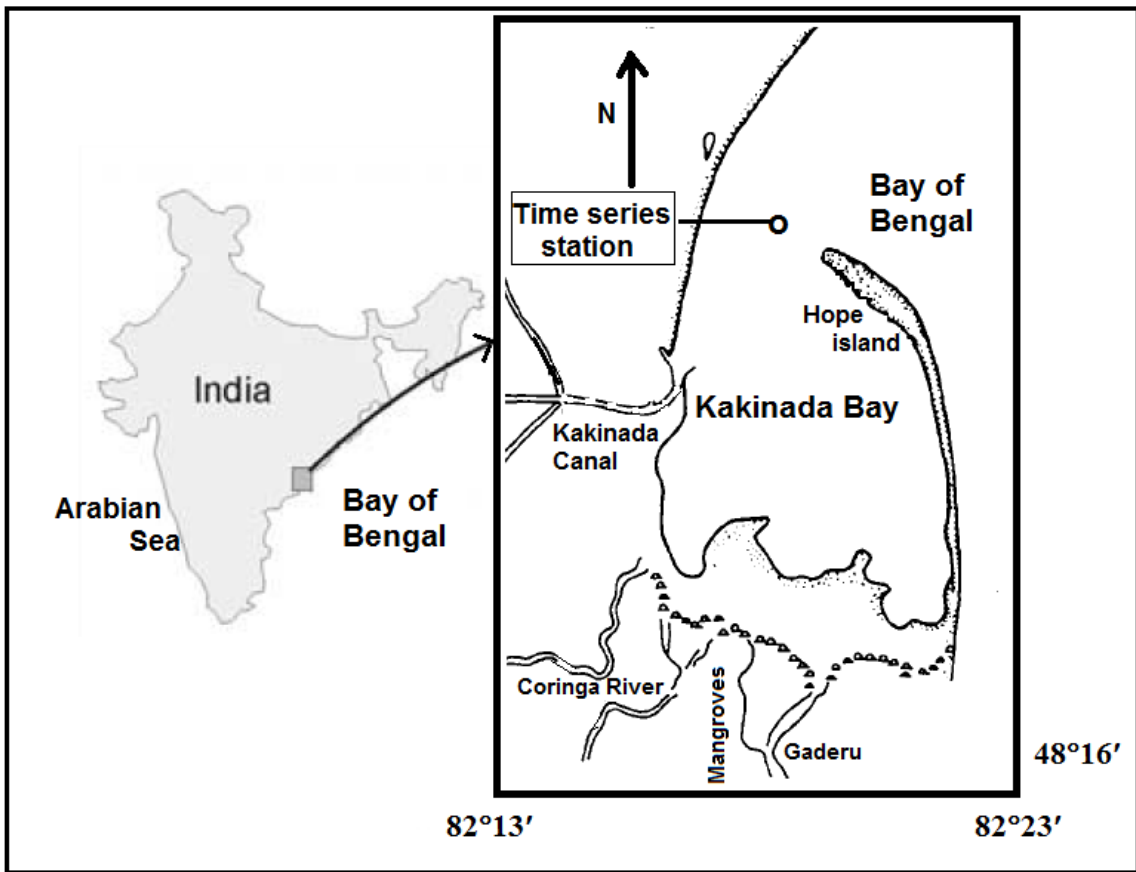 India
Arabian
Sea
Bay of
Bengal
N
Time series
station
Bay of
Bengal
Hope
island
Kakinada Bay
Kakinada
Canal
Coringa River
Mangroves
Gaderu
48°16′
82°13′
82°23′